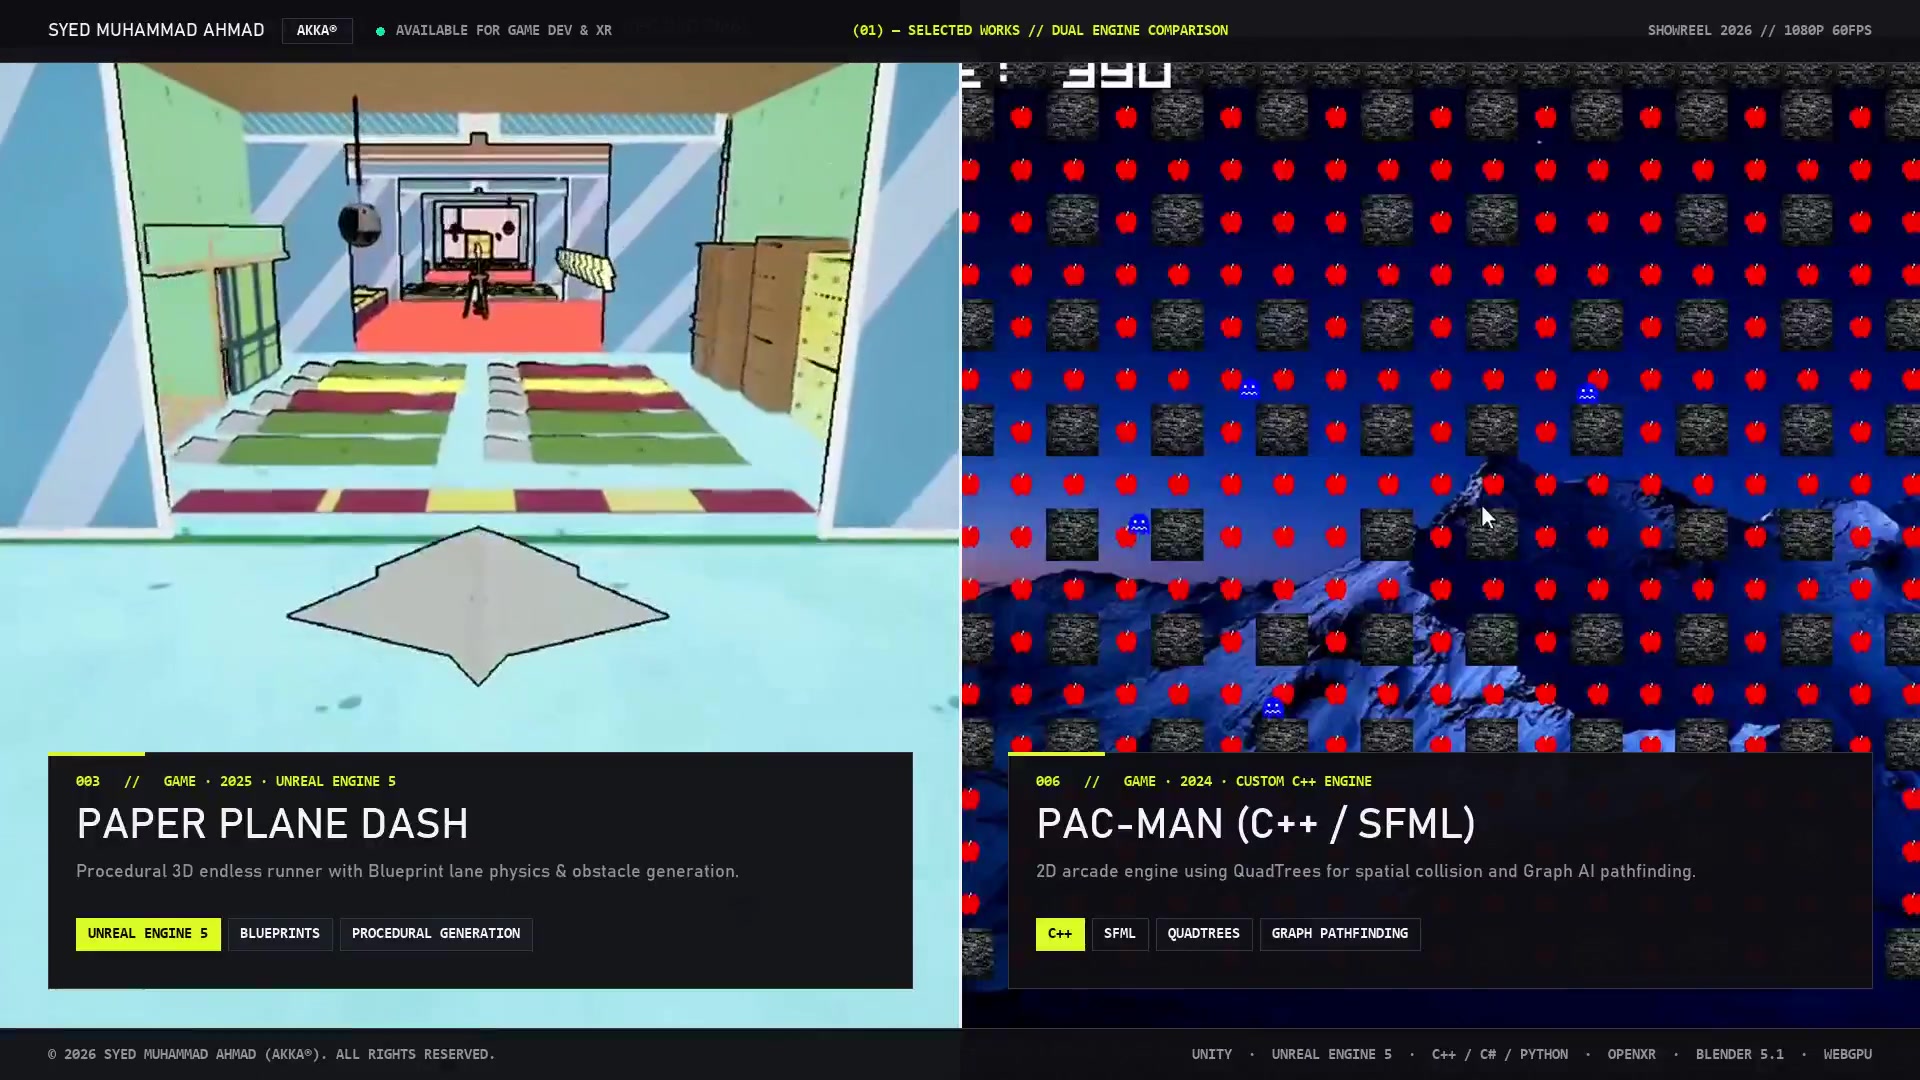 SYED MUHAMMAD AHMAD
AKKA®
AVAILABLE FOR GAME DEV & XR
(01) — SELECTED WORKS // DUAL ENGINE COMPARISON
SHOWREEL 2026 // 1080P 60FPS
003 // GAME · 2025 · UNREAL ENGINE 5
PAPER PLANE DASH
Procedural 3D endless runner with Blueprint lane physics & obstacle generation.
UNREAL ENGINE 5
BLUEPRINTS
PROCEDURAL GENERATION
006 // GAME · 2024 · CUSTOM C++ ENGINE
PAC-MAN (C++ / SFML)
2D arcade engine using QuadTrees for spatial collision and Graph AI pathfinding.
C++
SFML
QUADTREES
GRAPH PATHFINDING
© 2026 SYED MUHAMMAD AHMAD (AKKA®). ALL RIGHTS RESERVED.
UNITY · UNREAL ENGINE 5 · C++ / C# / PYTHON · OPENXR · BLENDER 5.1 · WEBGPU